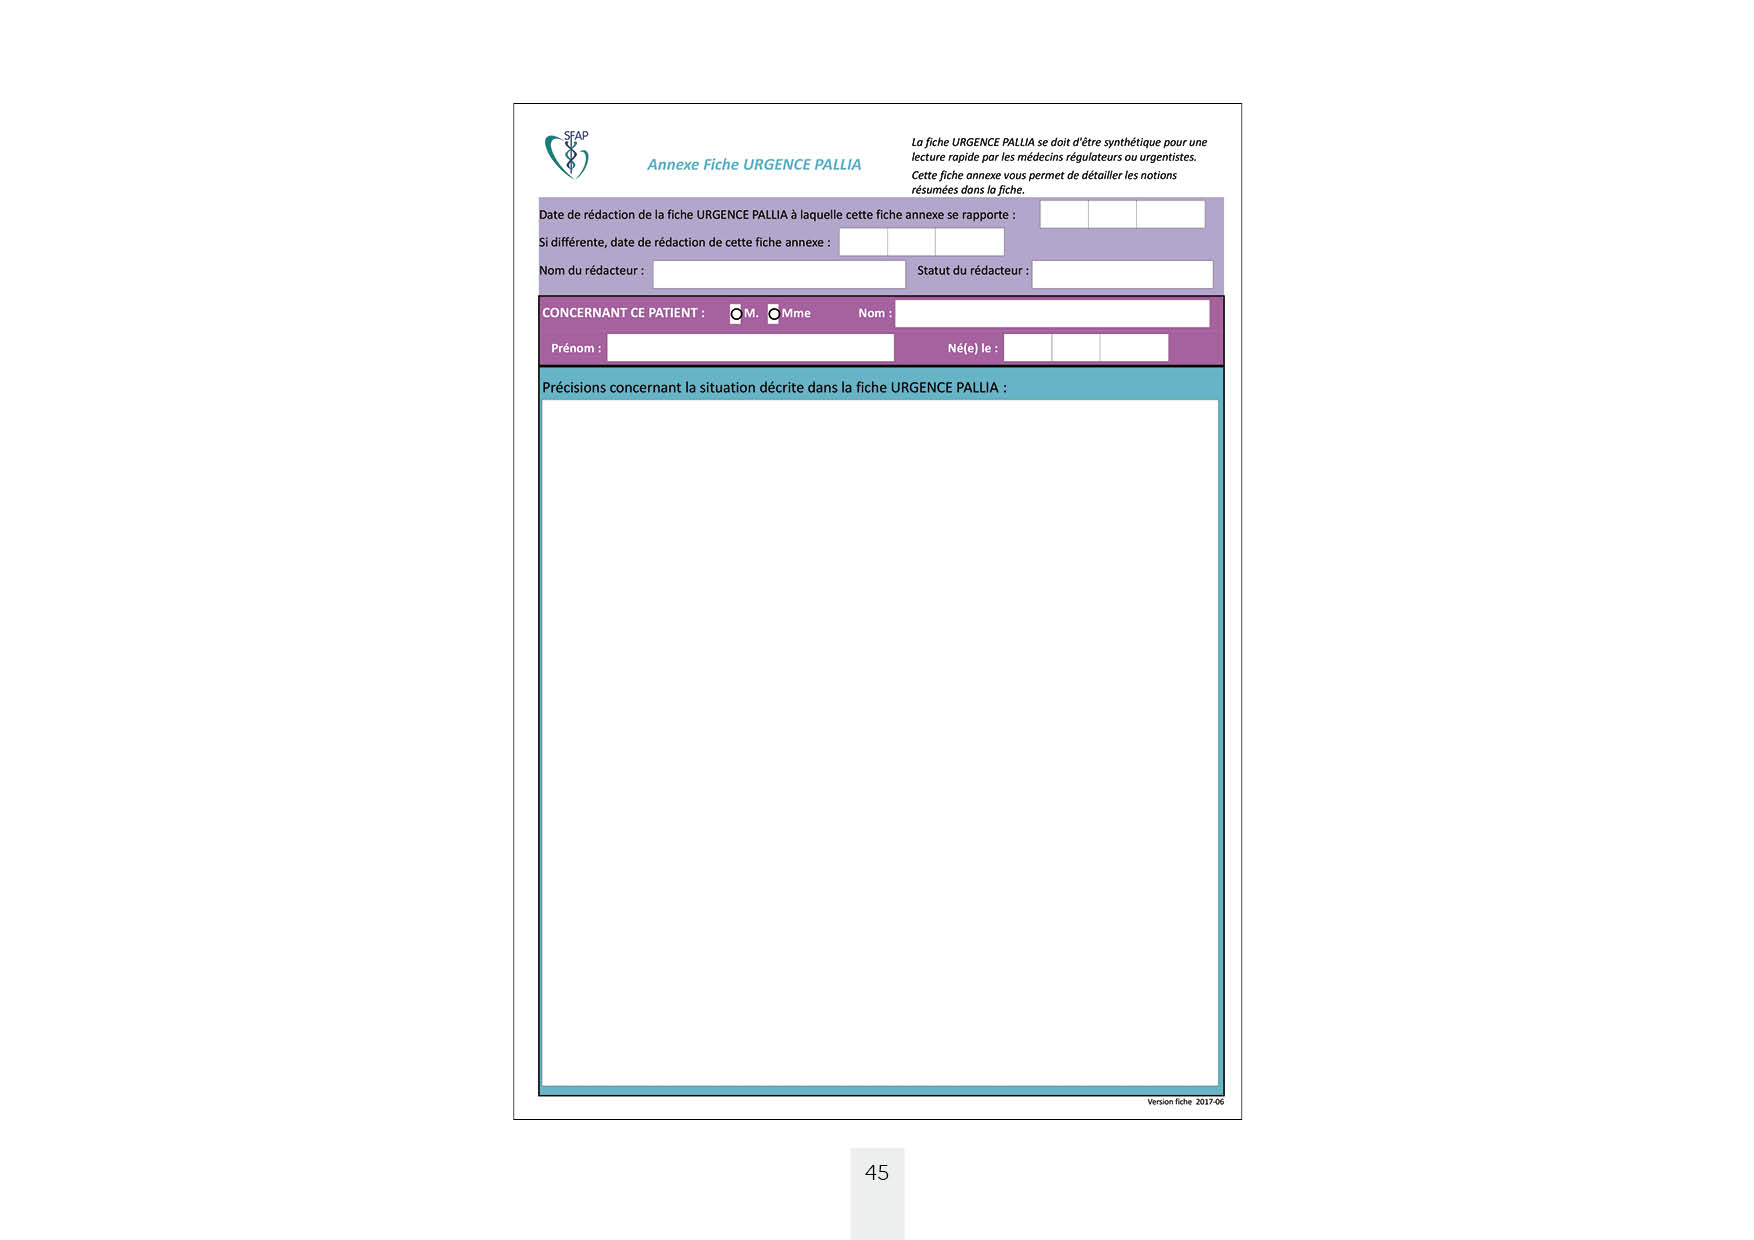 SFAP
Annexe Fiche URGENCE PALLIA
La fiche URGENCE PALLIA se doit d'être synthétique pour une
lecture rapide par les médecins régulateurs ou urgentistes.
Cette fiche annexe vous permet de détailler les notions
résumées dans la fiche.
Date de rédaction de la fiche URGENCE PALLIA à laquelle cette fiche annexe se rapporte :
Si différente, date de rédaction de cette fiche annexe :
Nom du rédacteur : Statut du rédacteur :
CONCERNANT CE PATIENT : M. Mme Nom :
Prénom : Né(e) le :
Précisions concernant la situation décrite dans la fiche URGENCE PALLIA :
Version fiche 2017-06
45